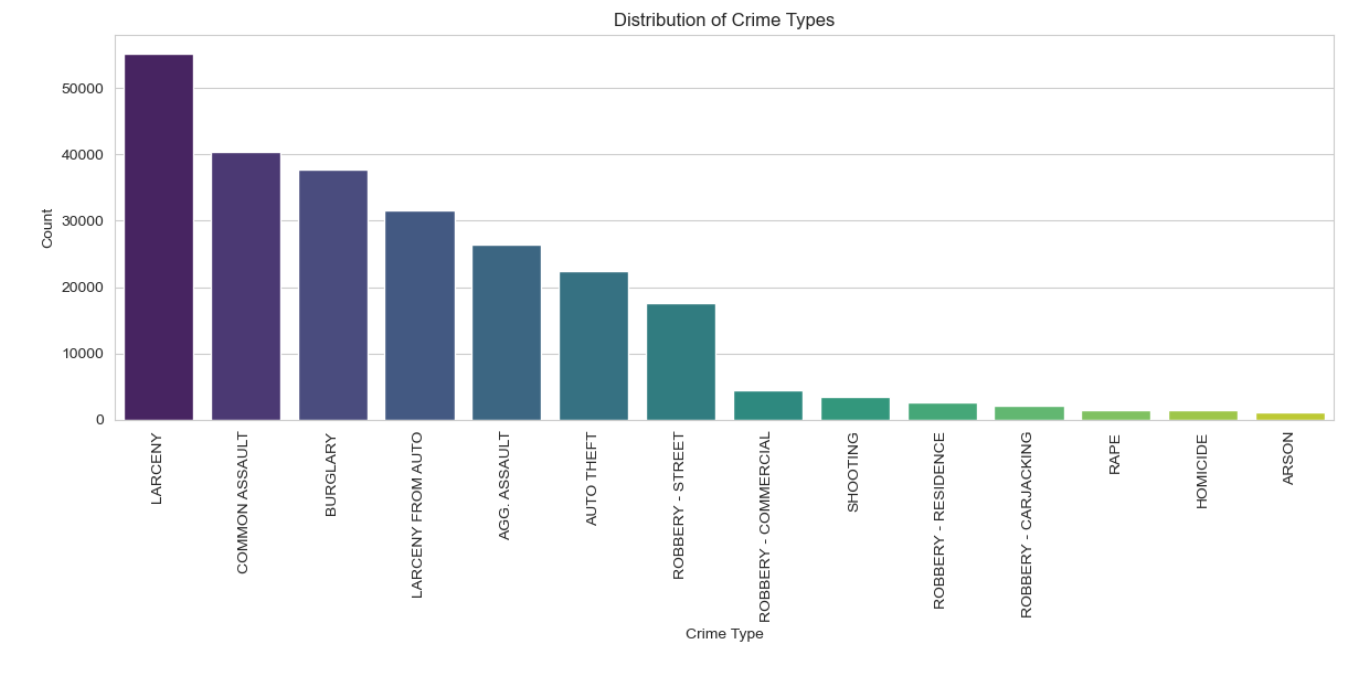 Distribution of Crime Types
50000
40000
30000
20000
10000
0
Count
LARCENY
COMMON ASSAULT
BURGLARY
LARCENY FROM AUTO
AGG. ASSAULT
AUTO THEFT
ROBBERY - STREET
ROBBERY - COMMERCIAL
SHOOTING
ROBBERY - RESIDENCE
ROBBERY - CARJACKING
RAPE
HOMICIDE
ARSON
Crime Type